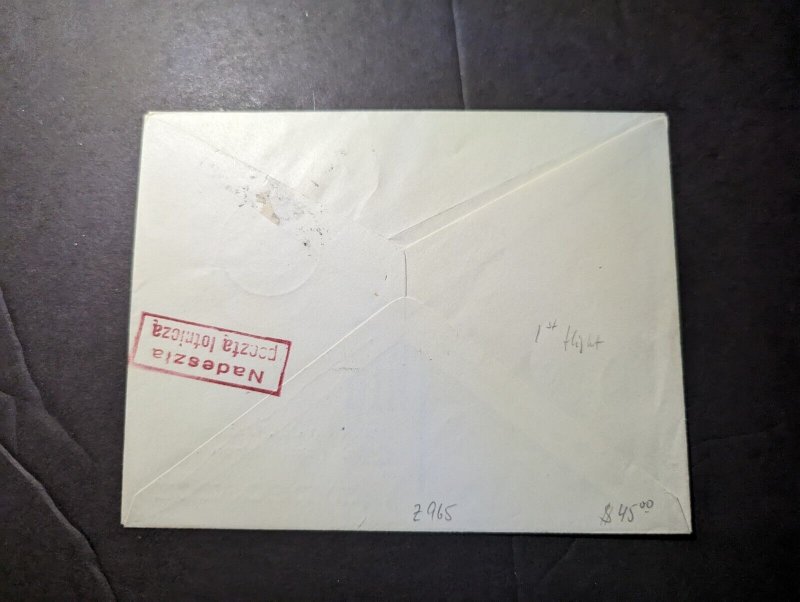 Nadeszła
pocztą lotniczą
1st flight
Z965
$45.00